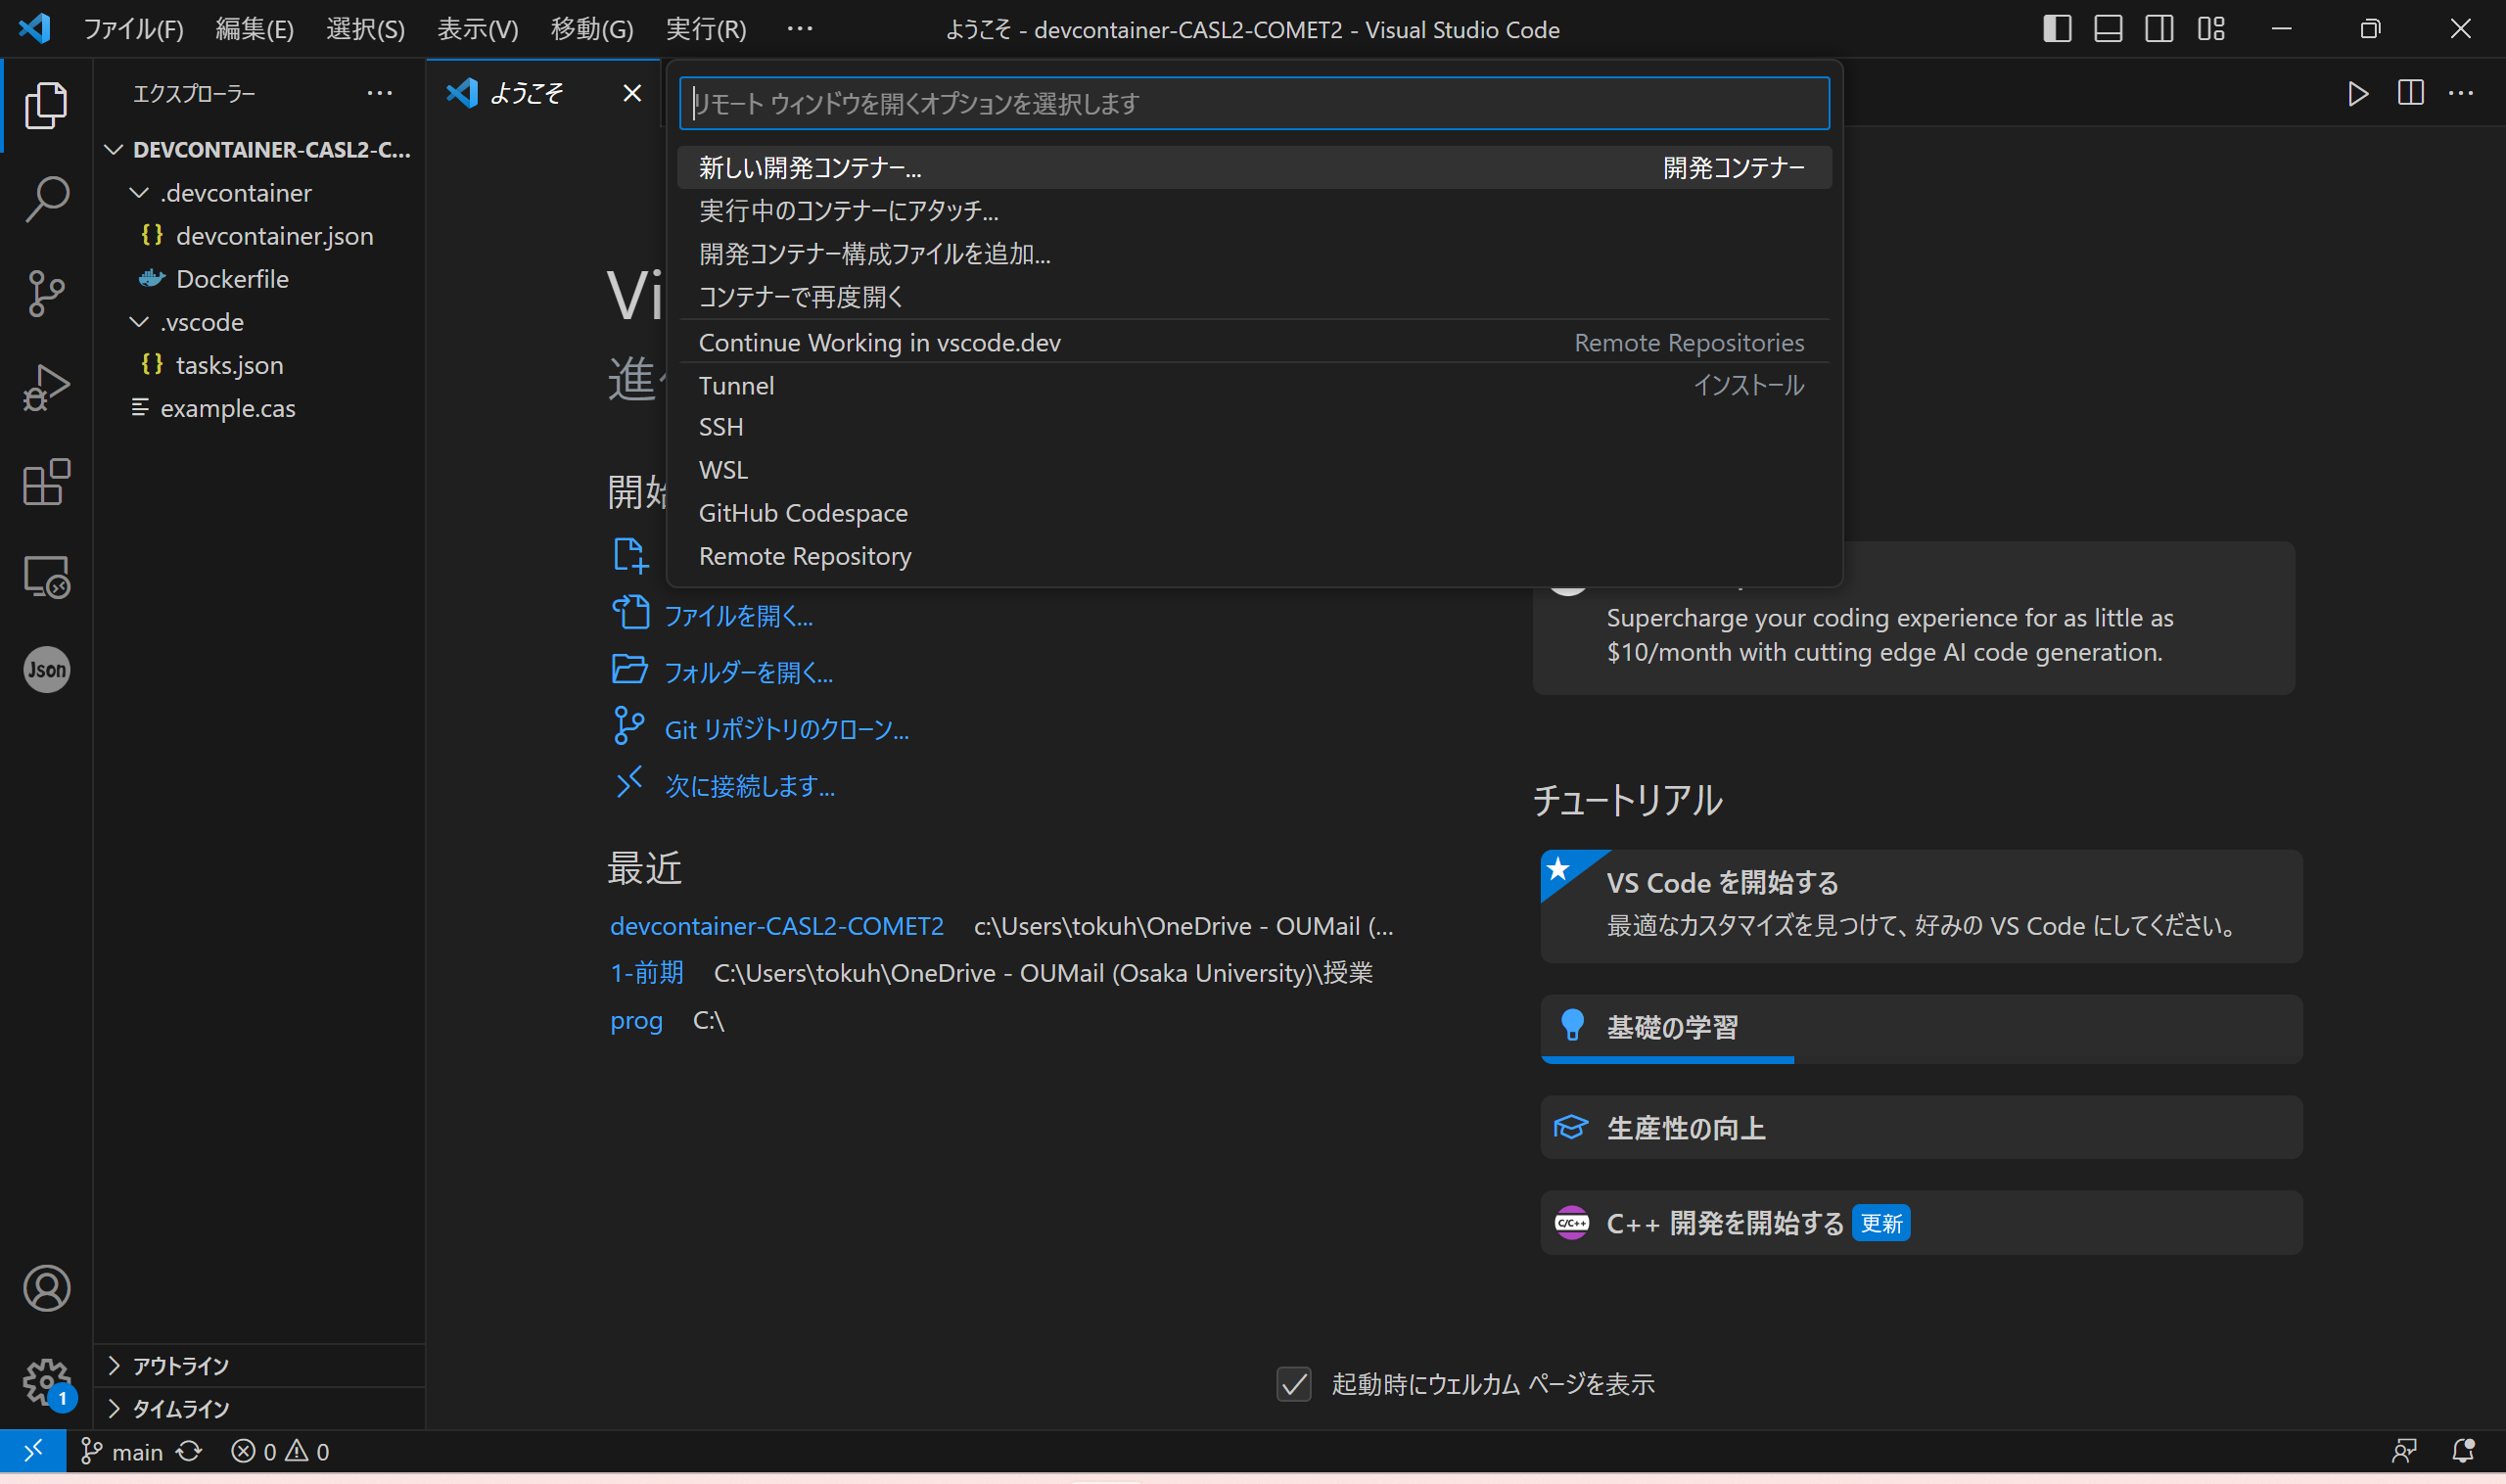 ファイル(F) 編集(E) 選択(S) 表示(V) 移動(G) 実行(R) ··· ようこそ - devcontainer-CASL2-COMET2 - Visual Studio Code
エクスプローラー ···
DEVCONTAINER-CASL2-C...
.devcontainer
{} devcontainer.json
Dockerfile
.vscode
{} tasks.json
example.cas
アウトライン
タイムライン
ようこそ
リモート ウィンドウを開くオプションを選択します
新しい開発コンテナー... 開発コンテナー
実行中のコンテナーにアタッチ...
開発コンテナー構成ファイルを追加...
コンテナーで再度開く
Continue Working in vscode.dev Remote Repositories
Tunnel インストール
SSH
WSL
GitHub Codespace
Remote Repository
Vi
進
開始
ファイルを開く...
フォルダーを開く...
Git リポジトリのクローン...
次に接続します...
最近
devcontainer-CASL2-COMET2 c:\Users\tokuh\OneDrive - OUMail (...
1-前期 C:\Users\tokuh\OneDrive - OUMail (Osaka University)\授業
prog C:\
Supercharge your coding experience for as little as
$10/month with cutting edge AI code generation.
チュートリアル
VS Code を開始する
最適なカスタマイズを見つけて、好みの VS Code にしてください。
基礎の学習
生産性の向上
C/C++ C++ 開発を開始する 更新
起動時にウェルカム ページを表示
Json
1
main 0 0